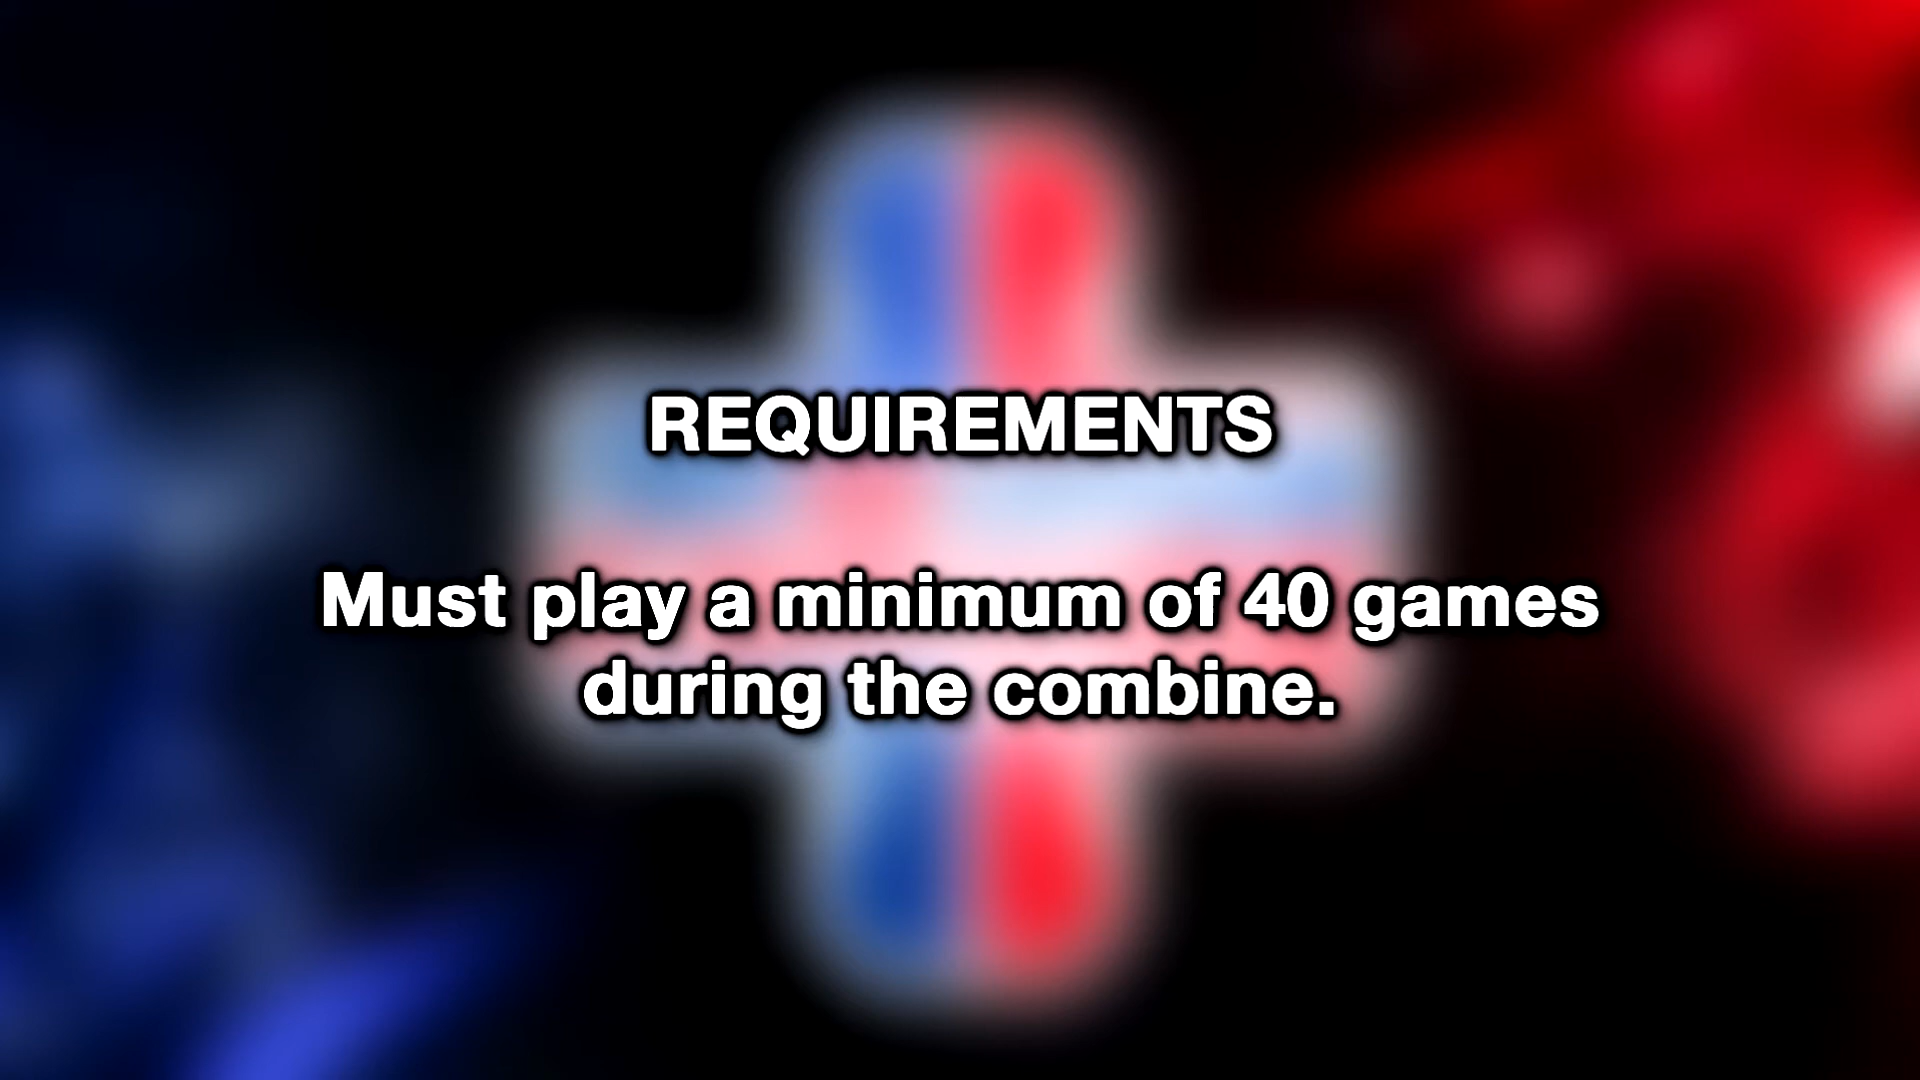 REQUIREMENTS
Must play a minimum of 40 games
during the combine.